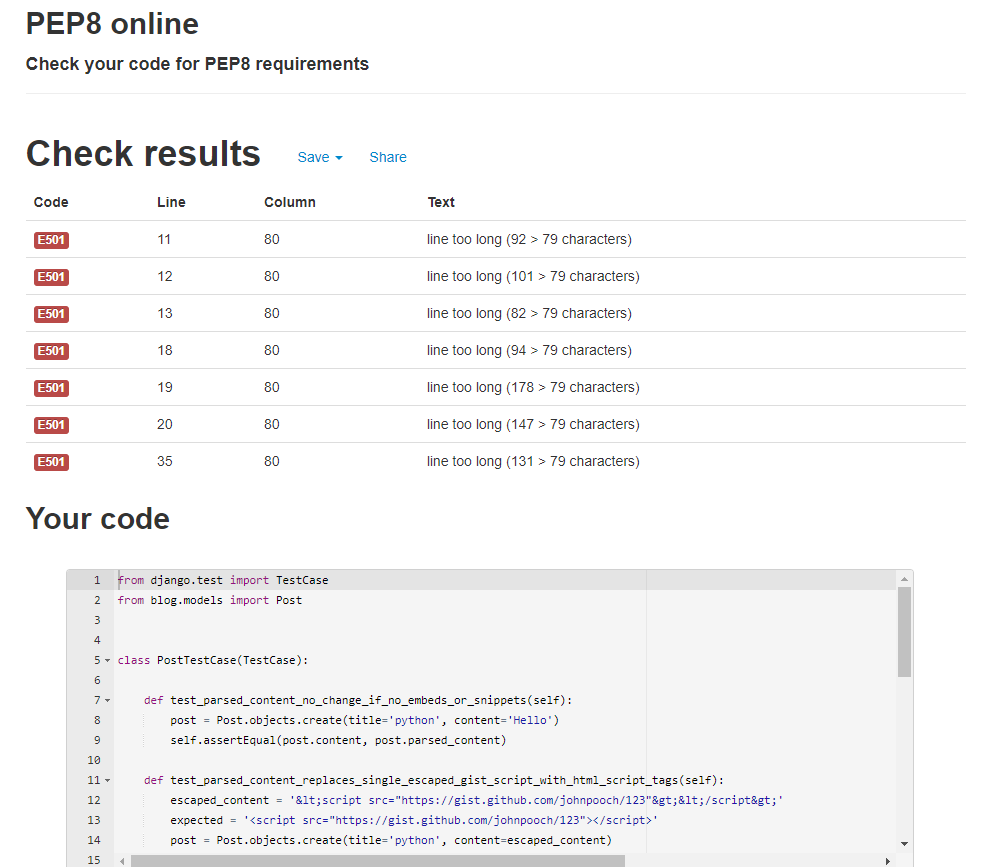 PEP8 online
Check your code for PEP8 requirements
Check results Save Share
Code Line Column Text
E501 11 80 line too long (92 > 79 characters)
E501 12 80 line too long (101 > 79 characters)
E501 13 80 line too long (82 > 79 characters)
E501 18 80 line too long (94 > 79 characters)
E501 19 80 line too long (178 > 79 characters)
E501 20 80 line too long (147 > 79 characters)
E501 35 80 line too long (131 > 79 characters)
Your code
1 from django.test import TestCase
2 from blog.models import Post
3
4
5 class PostTestCase(TestCase):
6
7     def test_parsed_content_no_change_if_no_embeds_or_snippets(self):
8         post = Post.objects.create(title='python', content='Hello')
9         self.assertEqual(post.content, post.parsed_content)
10
11     def test_parsed_content_replaces_single_escaped_gist_script_with_html_script_tags(self):
12         escaped_content = '&lt;script src="https://gist.github.com/johnpooch/123"&gt;&lt;/script&gt;'
13         expected = '<script src="https://gist.github.com/johnpooch/123"></script>'
14         post = Post.objects.create(title='python', content=escaped_content)
15